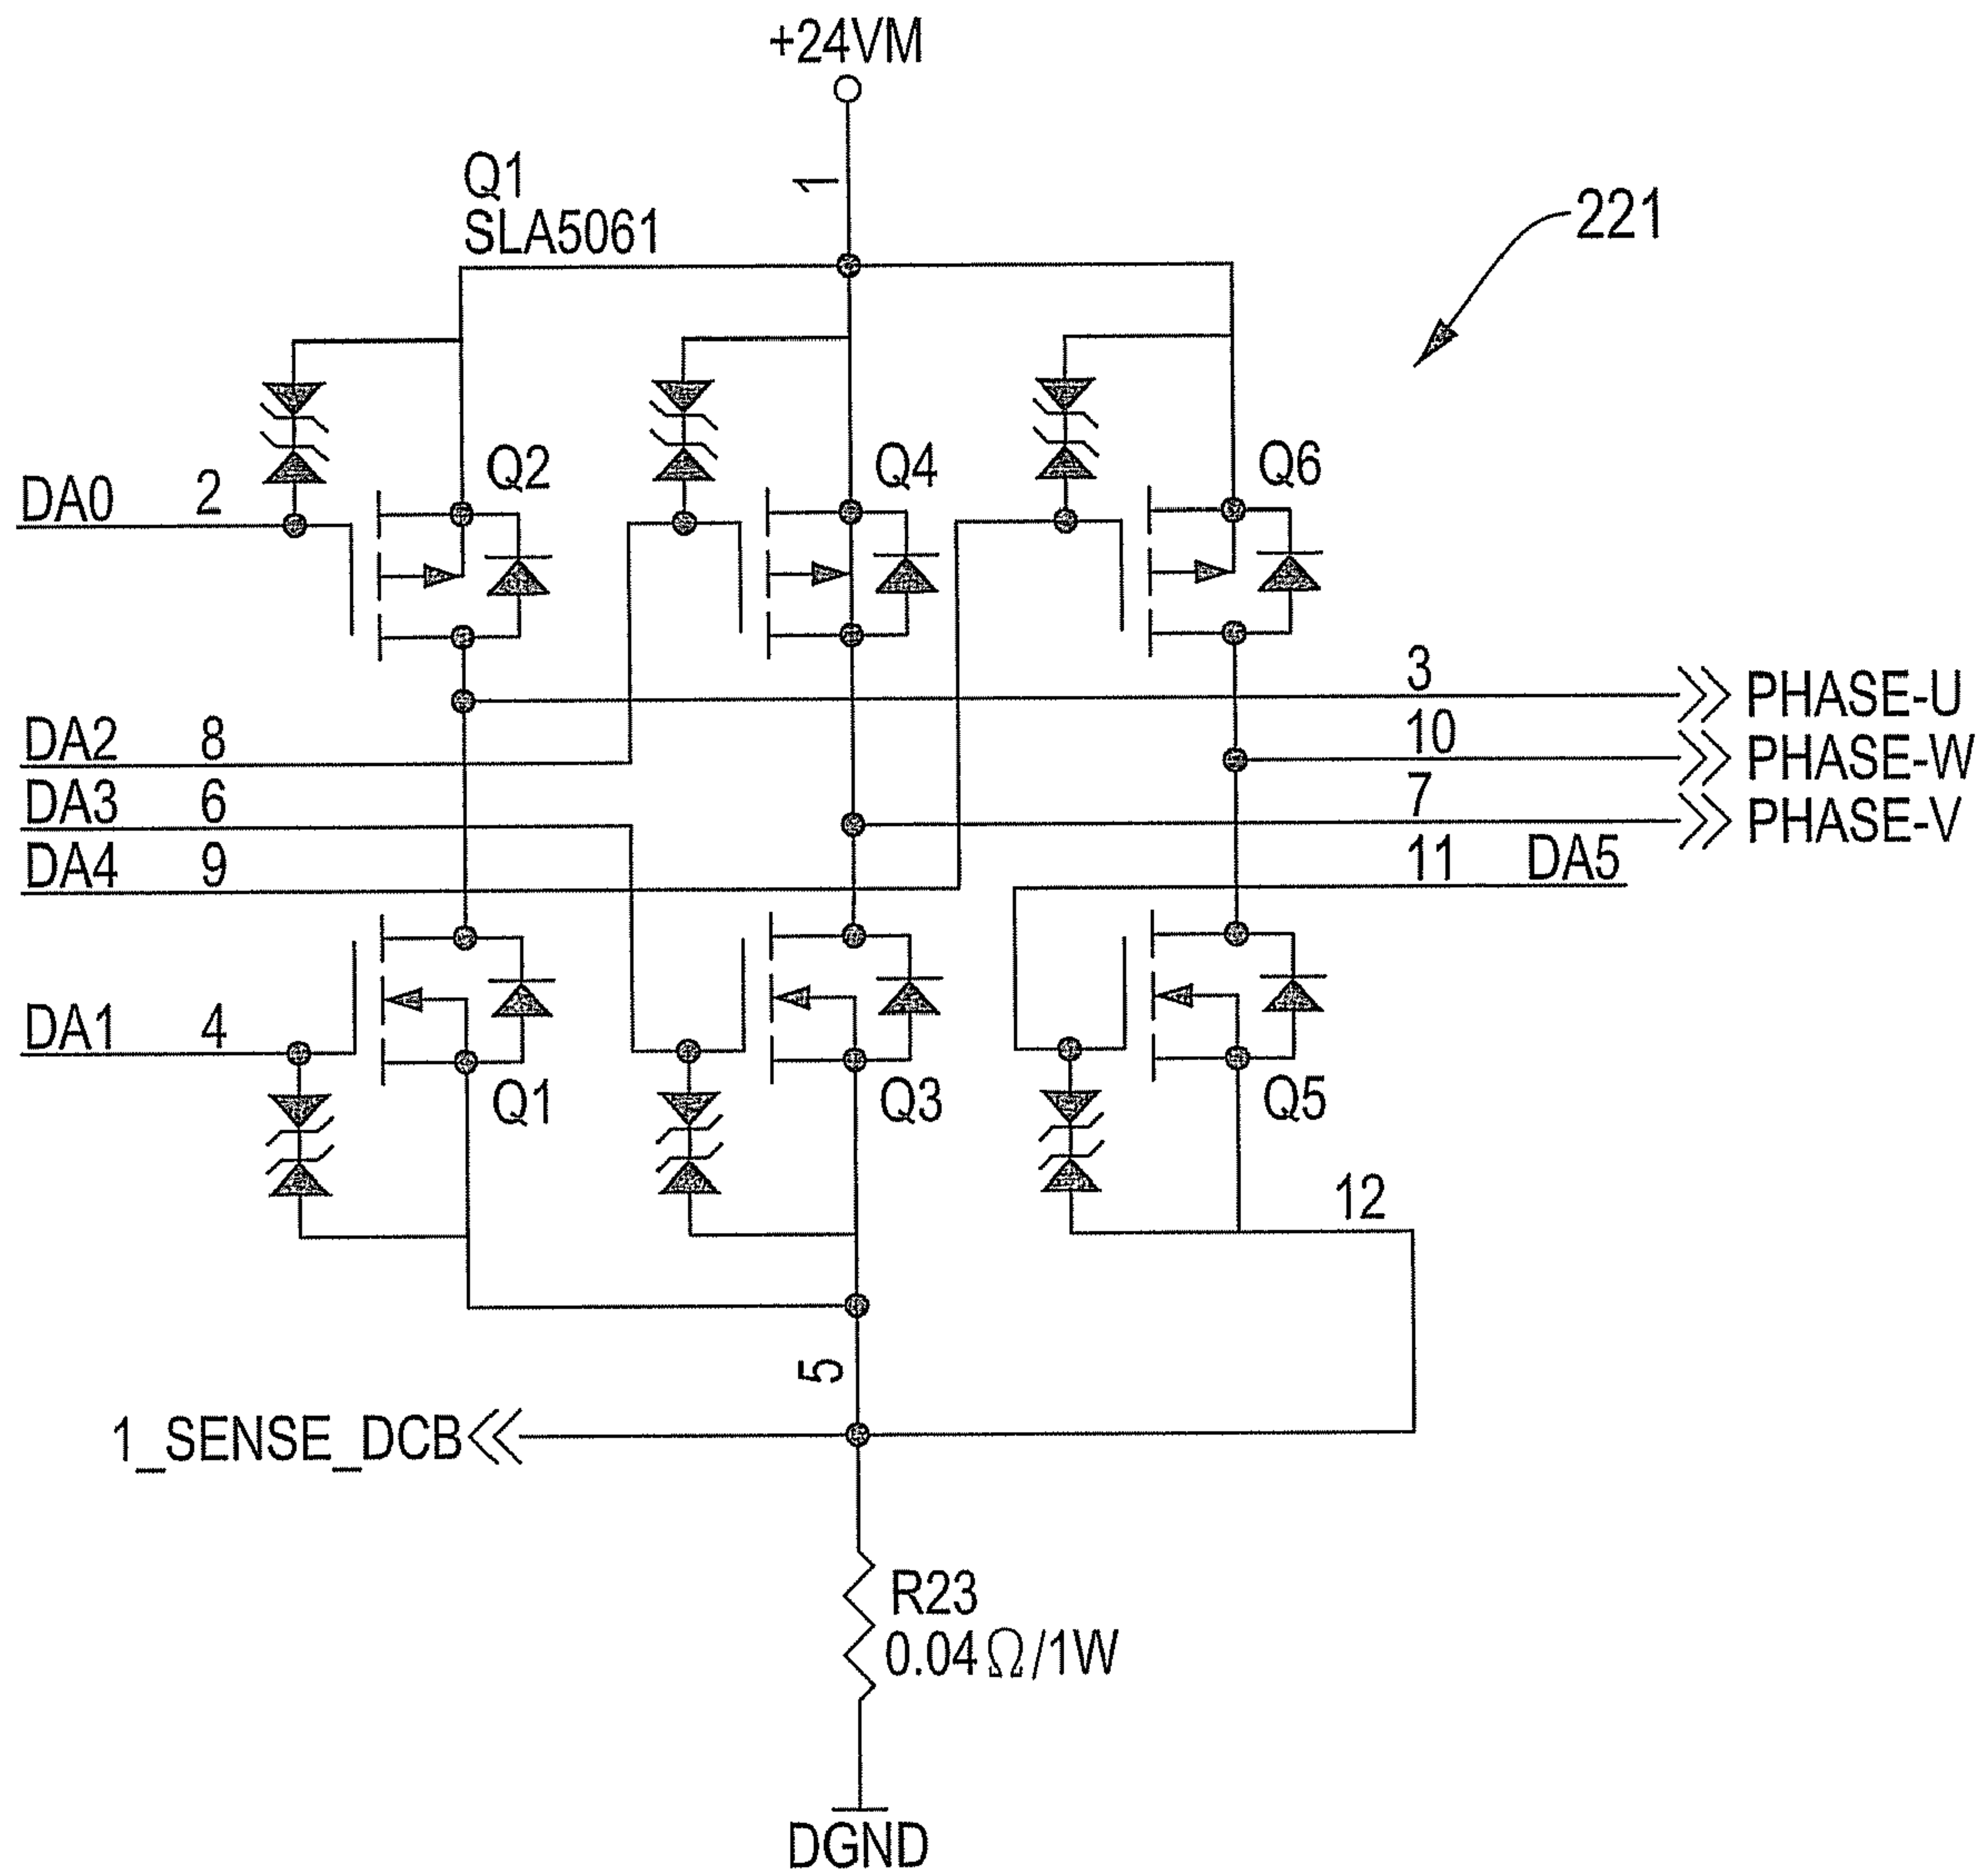 +24VM
1
Q1
SLA5061
221
Q2
Q4
Q6
DA0 2
3 PHASE-U
DA2 8
10 PHASE-W
DA3 6
7 PHASE-V
DA4 9
11 DA5
DA1 4
Q1
Q3
Q5
12
5
1_SENSE_DCB
R23
0.04Ω/1W
DGND